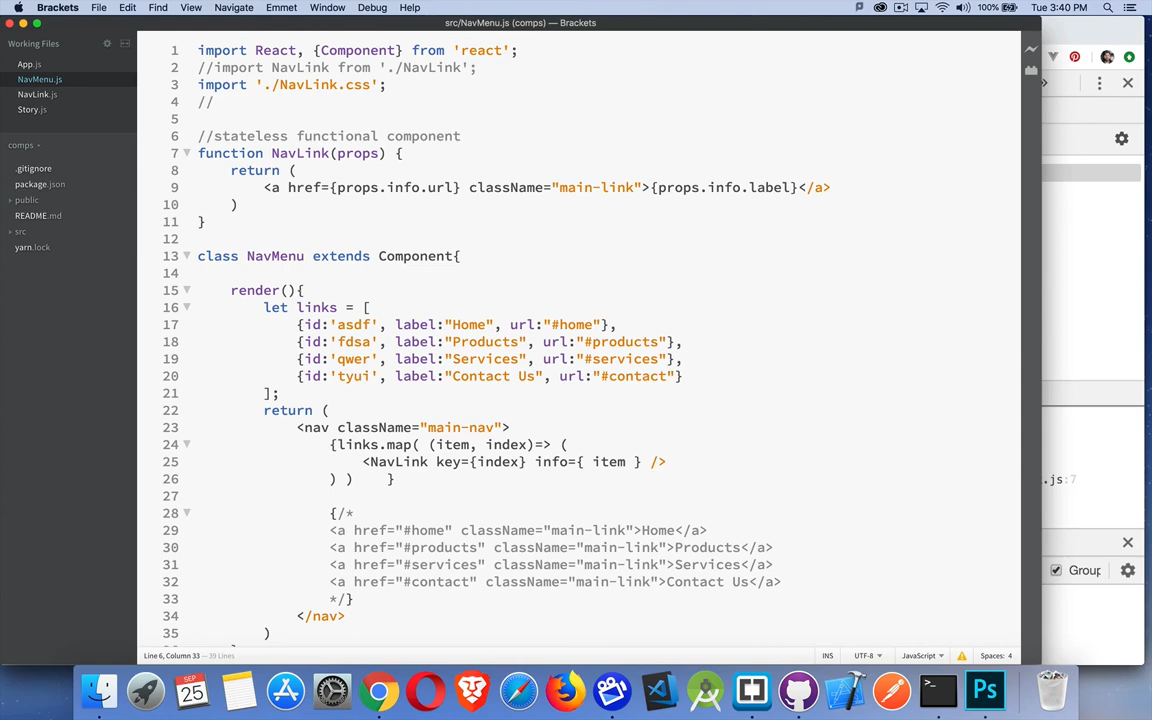 Brackets File Edit Find View Navigate Emmet Window Debug Help 100% Tue 3:40 PM
src/NavMenu.js (comps) — Brackets
Working Files
App.js
NavMenu.js
NavLink.js
Story.js
comps
.gitignore
package.json
public
README.md
src
yarn.lock
1 import React, {Component} from 'react';
2 //import NavLink from './NavLink';
3 import './NavLink.css';
4 //
5
6 //stateless functional component
7 function NavLink(props) {
8 return (
9 <a href={props.info.url} className="main-link">{props.info.label}</a>
10 )
11 }
12
13 class NavMenu extends Component{
14
15 render(){
16 let links = [
17 {id:'asdf', label:"Home", url:"#home"},
18 {id:'fdsa', label:"Products", url:"#products"},
19 {id:'qwer', label:"Services", url:"#services"},
20 {id:'tyui', label:"Contact Us", url:"#contact"}
21 ];
22 return (
23 <nav className="main-nav">
24 {links.map( (item, index)=> (
25 <NavLink key={index} info={ item } />
26 ) ) }
27
28 {/*
29 <a href="#home" className="main-link">Home</a>
30 <a href="#products" className="main-link">Products</a>
31 <a href="#services" className="main-link">Services</a>
32 <a href="#contact" className="main-link">Contact Us</a>
33 */}
34 </nav>
35 )
.js:7
Group
Line 6, Column 33 — 39 Lines
INS UTF-8 JavaScript Spaces: 4
SEP
25
>_
Ps